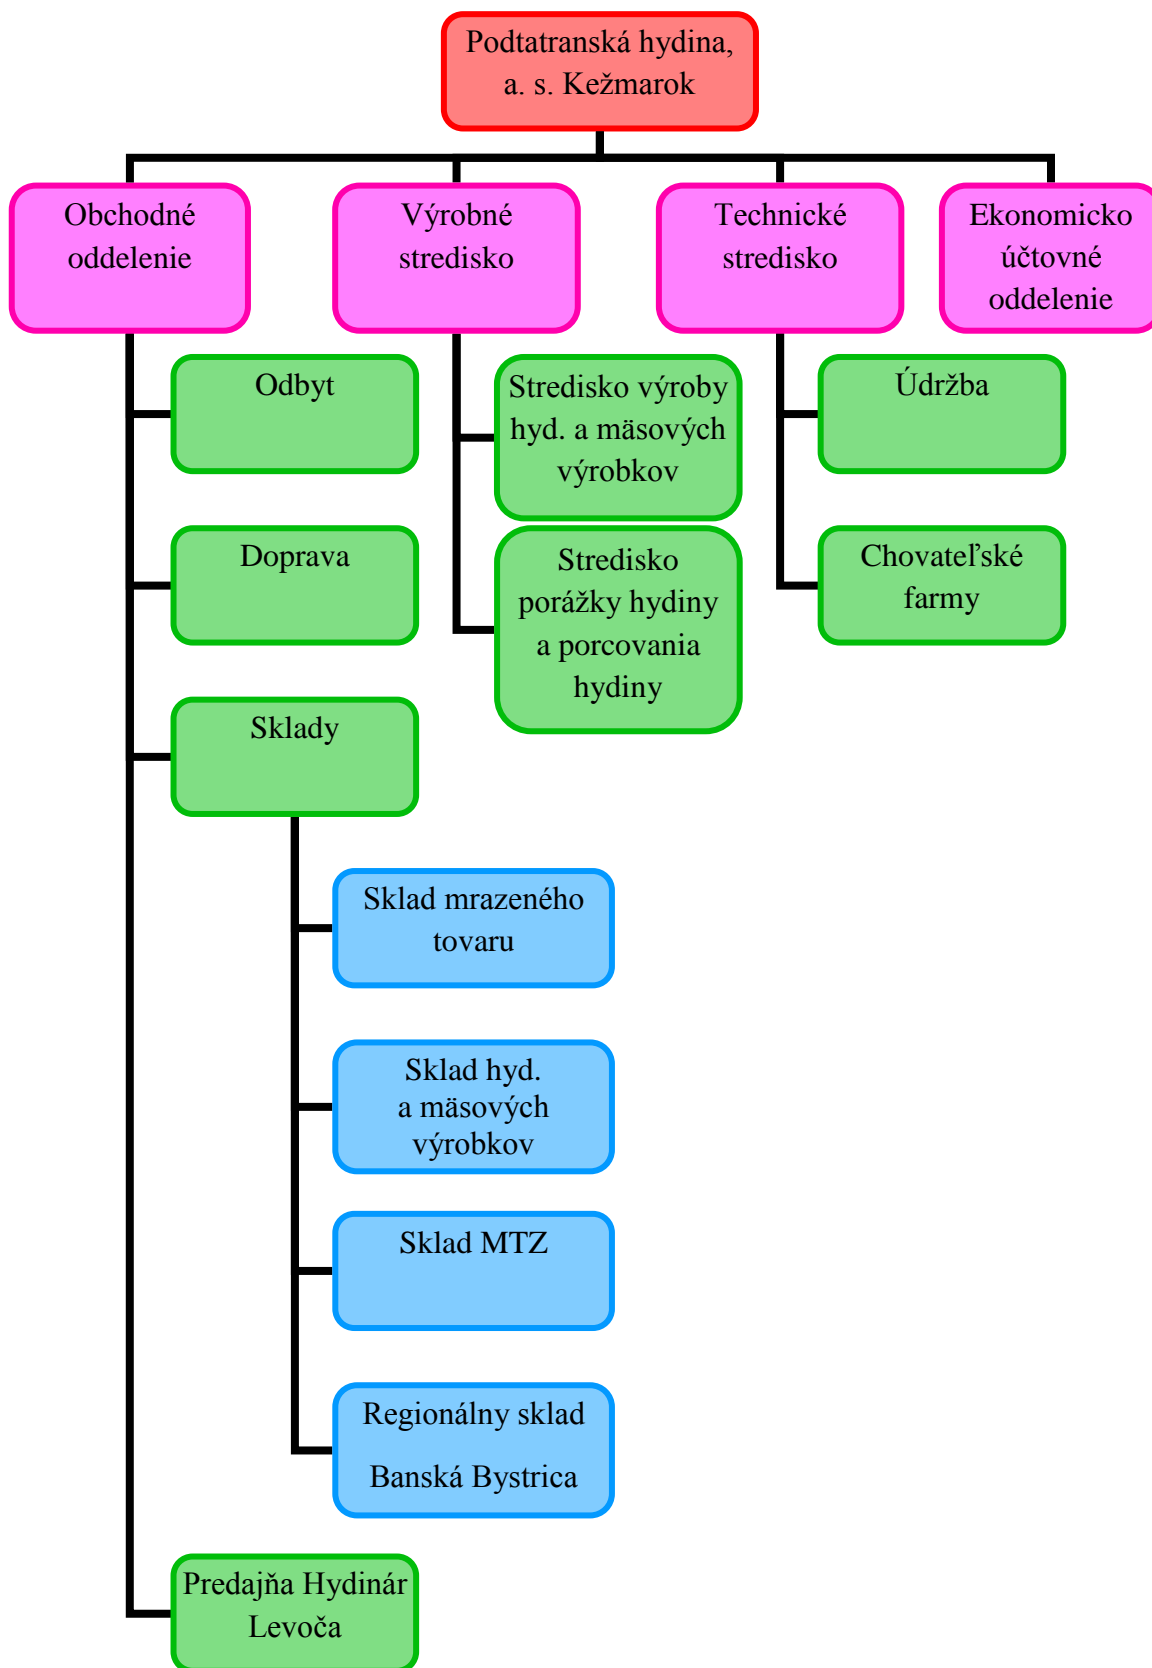 Podtatranská hydina,
a. s. Kežmarok
Obchodné
oddelenie
Výrobné
stredisko
Technické
stredisko
Ekonomicko
účtovné
oddelenie
Odbyt
Stredisko výroby
hyd. a mäsových
výrobkov
Údržba
Doprava
Stredisko
porážky hydiny
a porcovania
hydiny
Chovateľské
farmy
Sklady
Sklad mrazeného
tovaru
Sklad hyd.
a mäsových
výrobkov
Sklad MTZ
Regionálny sklad
Banská Bystrica
Predajňa Hydinár
Levoča